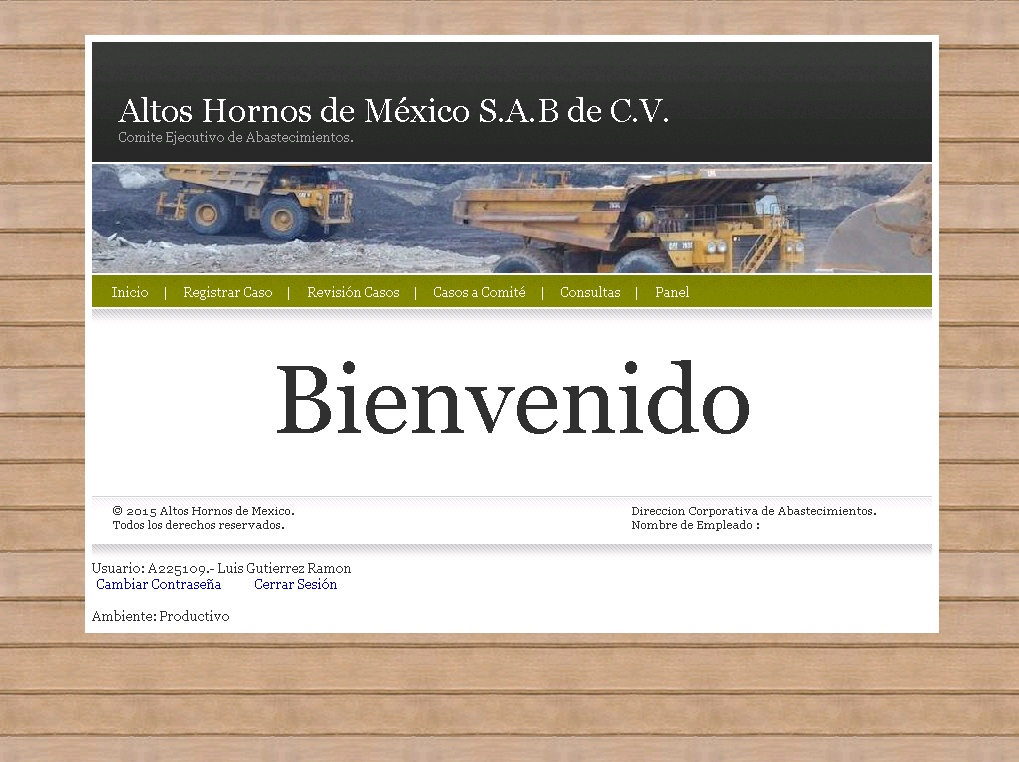 Altos Hornos de México S.A.B de C.V.
Comite Ejecutivo de Abastecimientos.
Inicio | Registrar Caso | Revisión Casos | Casos a Comité | Consultas | Panel
Bienvenido
© 2015 Altos Hornos de Mexico.
Todos los derechos reservados.
Direccion Corporativa de Abastecimientos.
Nombre de Empleado :
Usuario: A225109.- Luis Gutierrez Ramon
Cambiar Contraseña Cerrar Sesión
Ambiente: Productivo